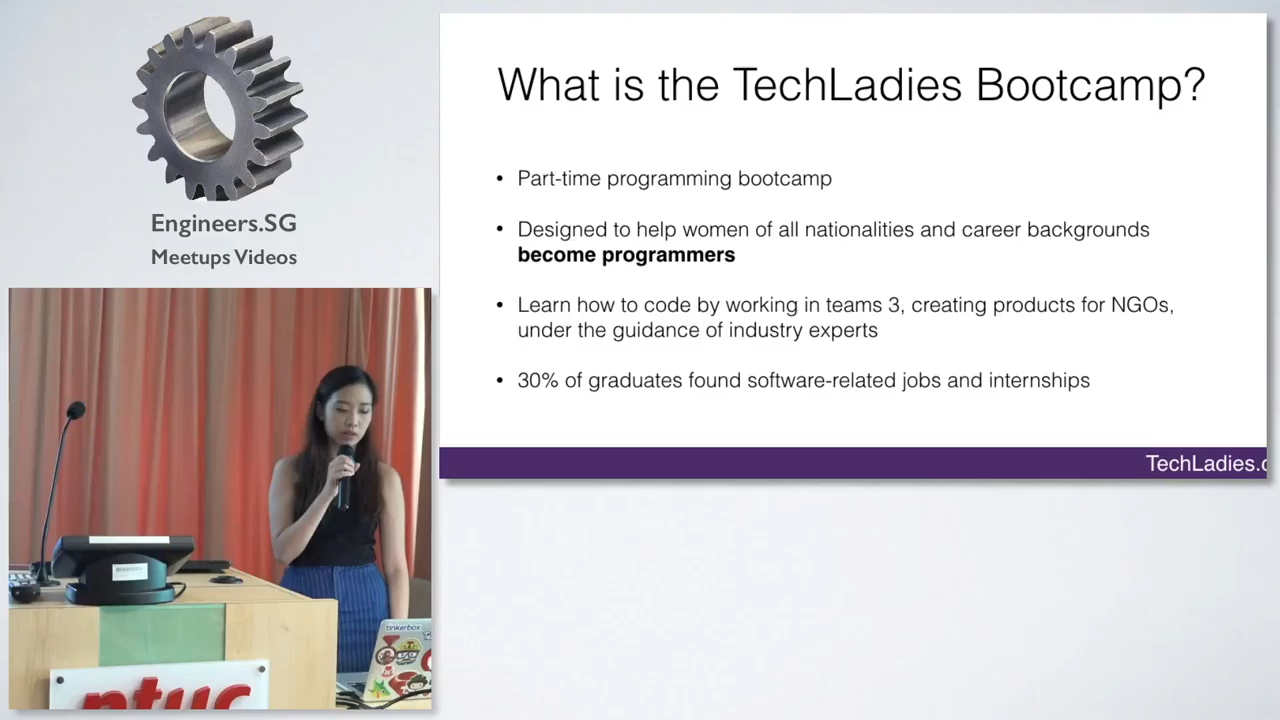 What is the TechLadies Bootcamp?
• Part-time programming bootcamp
• Designed to help women of all nationalities and career backgrounds
become programmers
• Learn how to code by working in teams 3, creating products for NGOs,
under the guidance of industry experts
• 30% of graduates found software-related jobs and internships
TechLadies.c
Engineers.SG
Meetups Videos
tinkerbox
ntuc